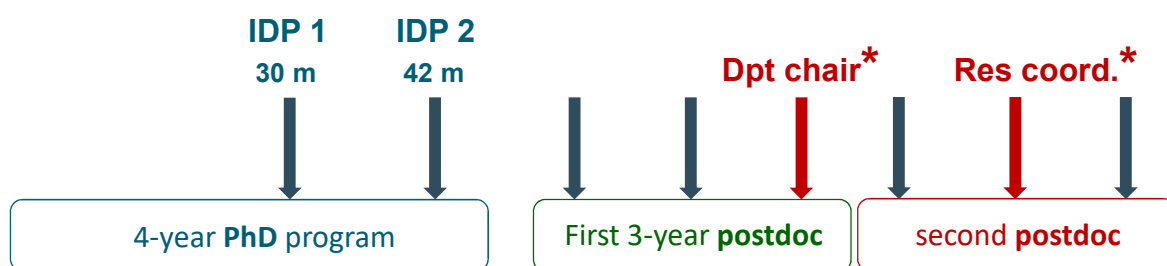 IDP 1
30 m
IDP 2
42 m
Dpt chair*
Res coord.*
4-year PhD program
First 3-year postdoc
second postdoc